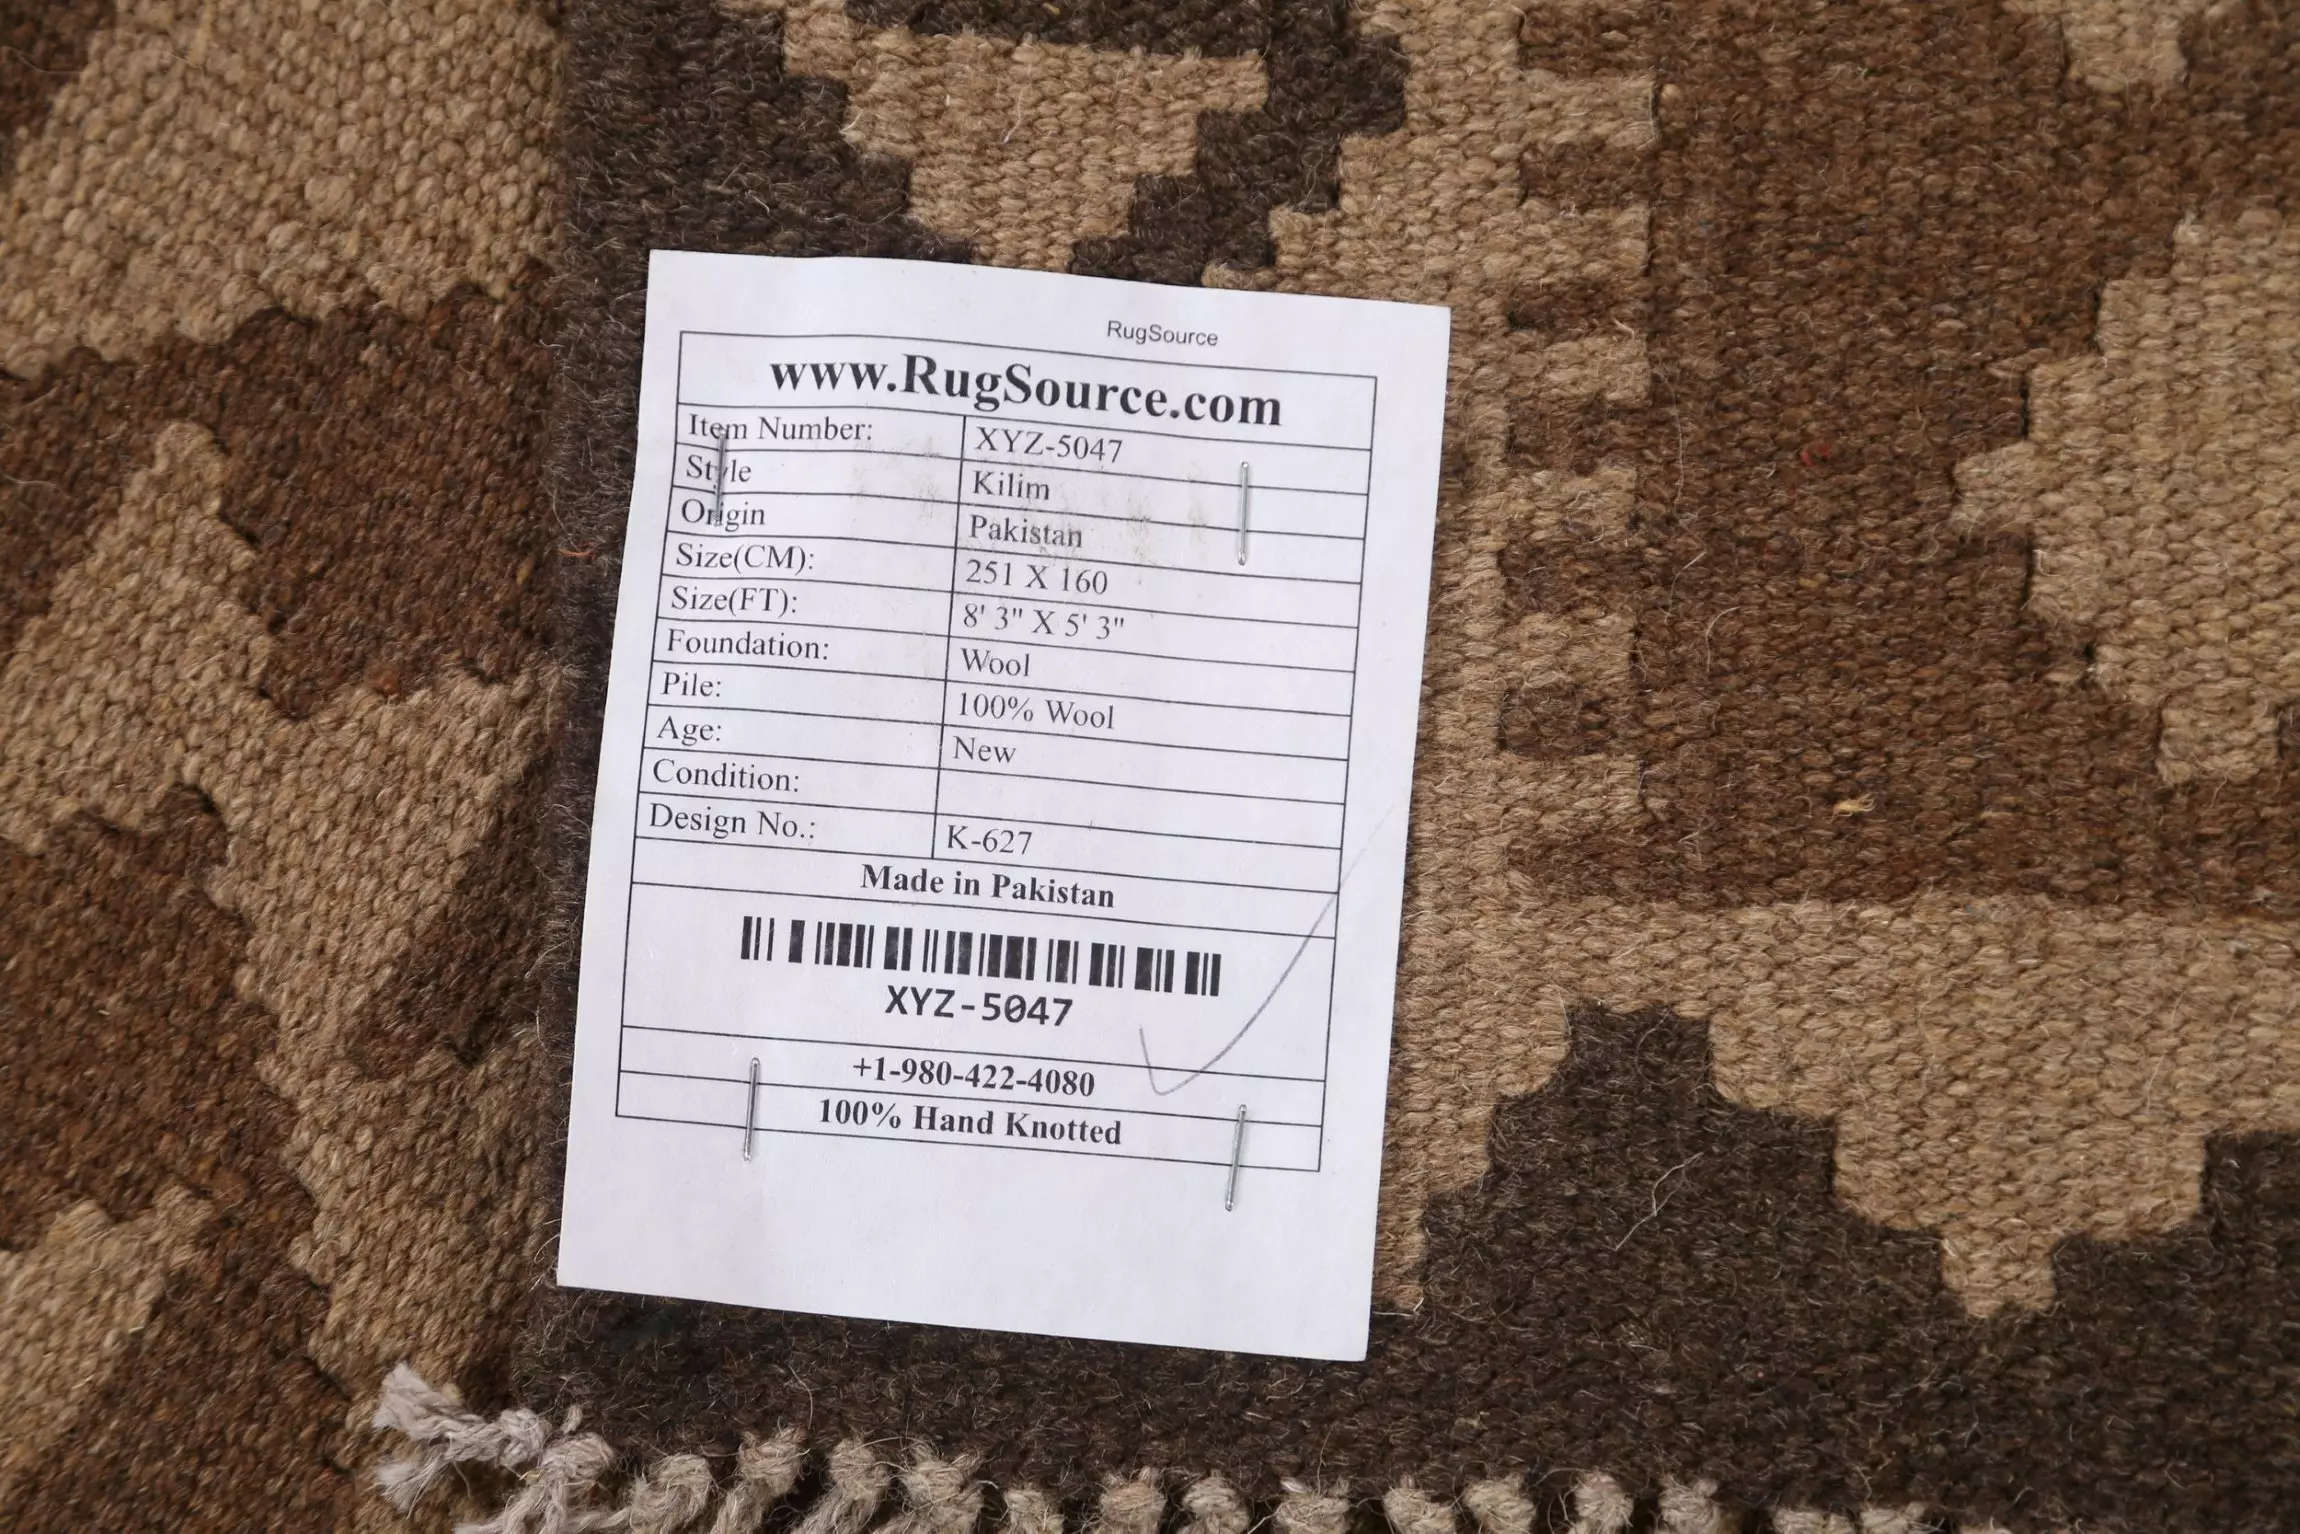 RugSource
www.RugSource.com
Item Number: XYZ-5047
Style Kilim
Origin Pakistan
Size(CM): 251 X 160
Size(FT): 8' 3" X 5' 3"
Foundation: Wool
Pile: 100% Wool
Age: New
Condition:
Design No.: K-627
Made in Pakistan
XYZ-5047
+1-980-422-4080
100% Hand Knotted